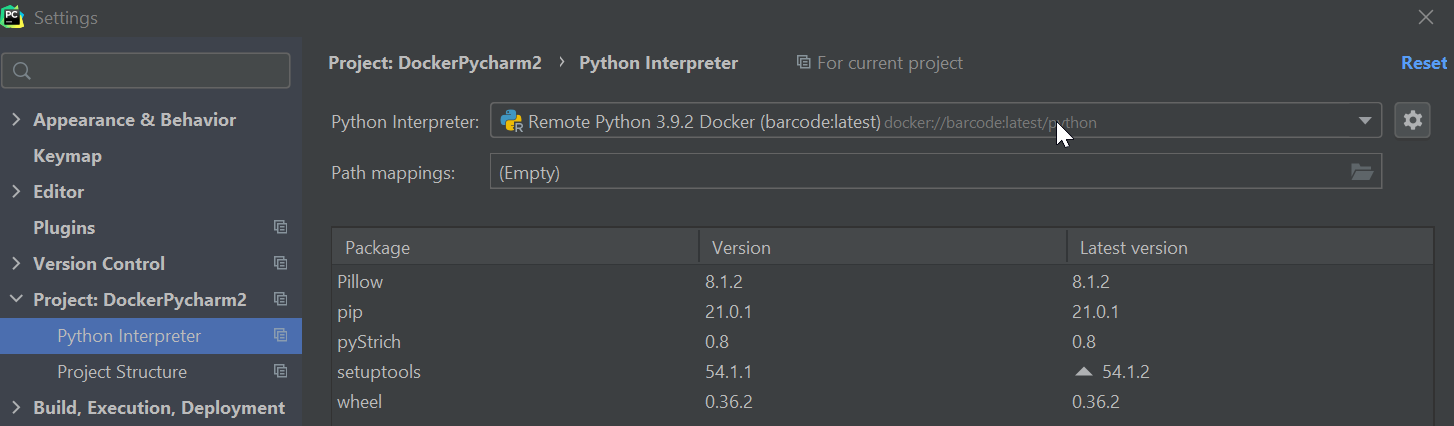 PC Settings
Project: DockerPycharm2 › Python Interpreter For current project Reset
Appearance & Behavior
Keymap
Editor
Plugins
Version Control
Project: DockerPycharm2
Python Interpreter
Project Structure
Build, Execution, Deployment
Python Interpreter: R Remote Python 3.9.2 Docker (barcode:latest) docker://barcode:latest/python
Path mappings: (Empty)
Package Version Latest version
Pillow 8.1.2 8.1.2
pip 21.0.1 21.0.1
pyStrich 0.8 0.8
setuptools 54.1.1 54.1.2
wheel 0.36.2 0.36.2